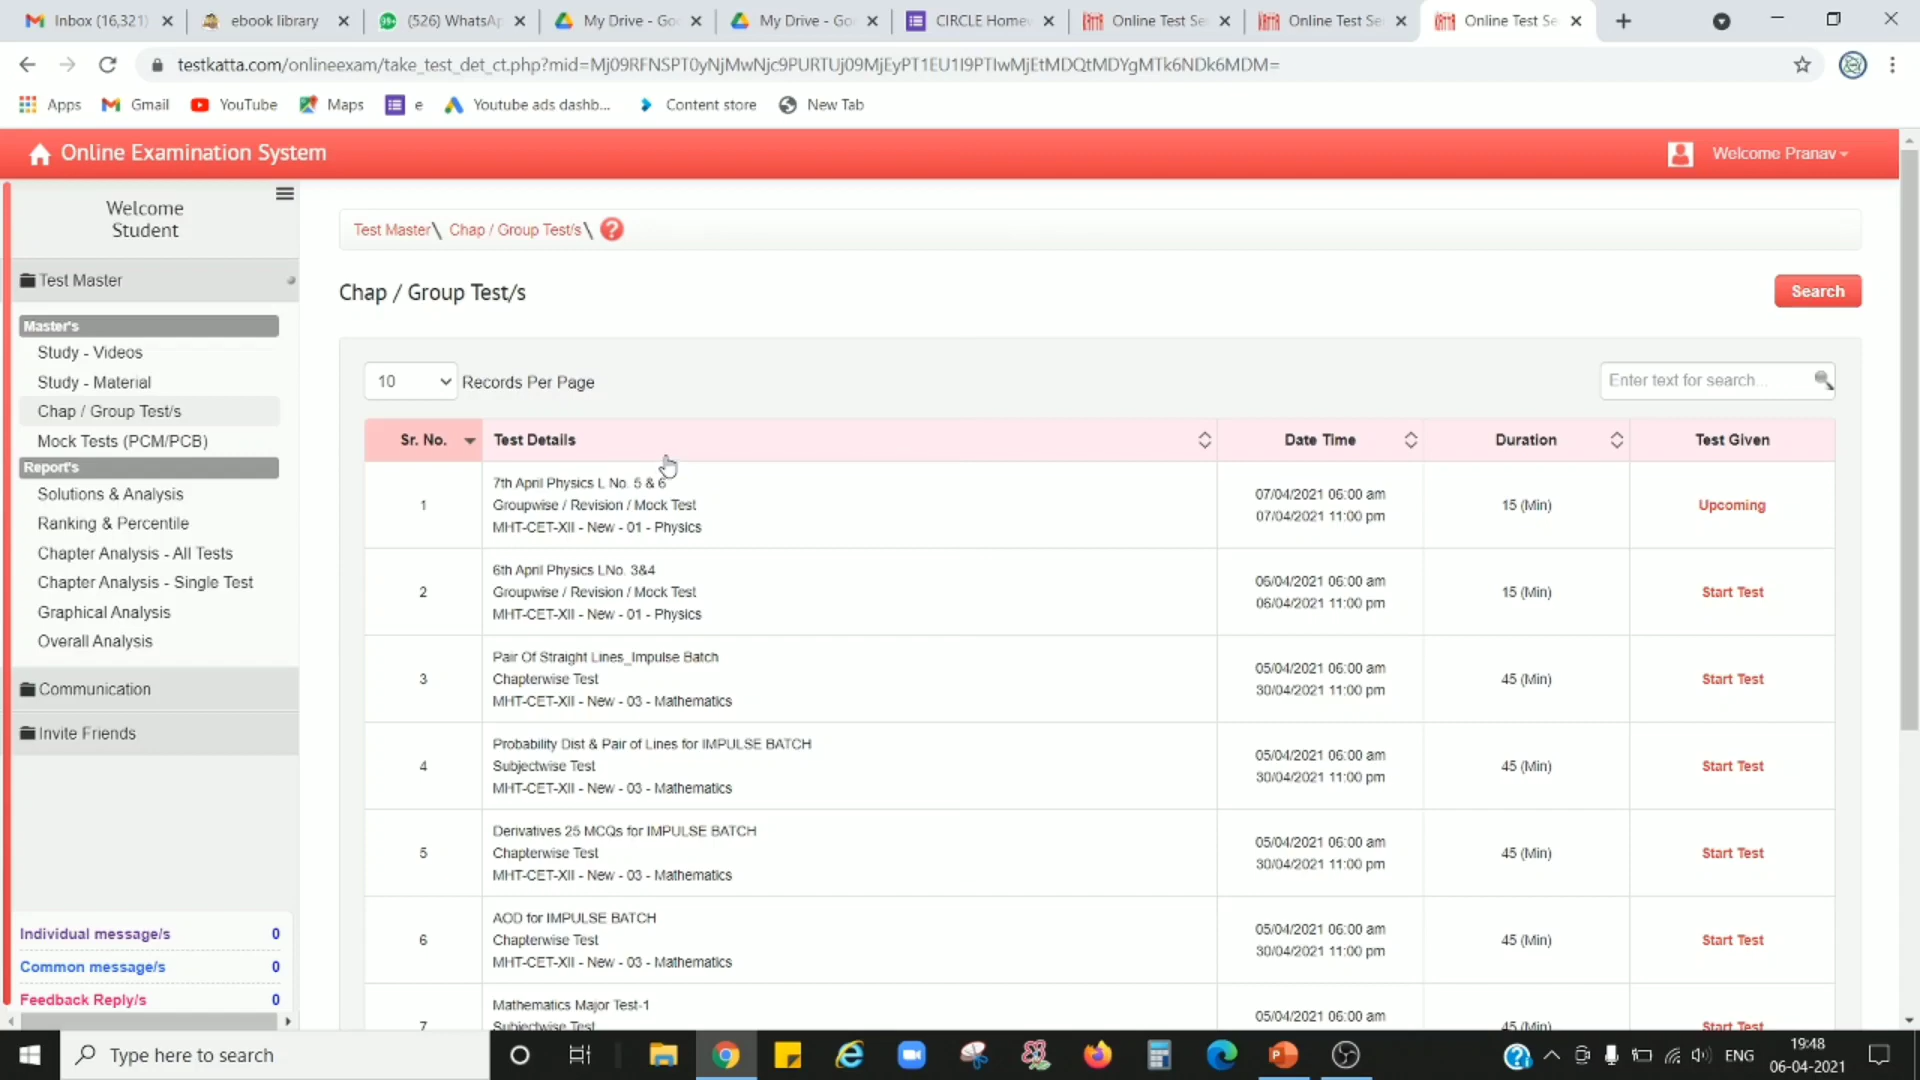 Inbox (16,321)
ebook library
(526) WhatsAp
My Drive - Go
My Drive - Go
CIRCLE Home
Online Test Se
Online Test Se
Online Test Se
testkatta.com/onlineexam/take_test_det_ct.php?mid=Mj09RFNSPT0yNjMwNjc9PURTUj09MjEyPT1EU1I9PTIwMjEtMDQtMDYgMTk6NDk6MDM=
Apps
Gmail
YouTube
Maps
e
Youtube ads dashb...
Content store
New Tab
Online Examination System
Welcome Pranav
Welcome
Student
Test Master
Master's
Study - Videos
Study - Material
Chap / Group Test/s
Mock Tests (PCM/PCB)
Report's
Solutions & Analysis
Ranking & Percentile
Chapter Analysis - All Tests
Chapter Analysis - Single Test
Graphical Analysis
Overall Analysis
Communication
Invite Friends
Individual message/s 0
Common message/s 0
Feedback Reply/s 0
Test Master\ Chap / Group Test/s\ ?
Chap / Group Test/s
Search
10 Records Per Page
Enter text for search...
Sr. No. Test Details Date Time Duration Test Given
7th April Physics L No. 5 & 6
1 Groupwise / Revision / Mock Test 07/04/2021 06:00 am 07/04/2021 11:00 pm 15 (Min) Upcoming
MHT-CET-XII - New - 01 - Physics
6th April Physics LNo. 3&4
2 Groupwise / Revision / Mock Test 06/04/2021 06:00 am 06/04/2021 11:00 pm 15 (Min) Start Test
MHT-CET-XII - New - 01 - Physics
Pair Of Straight Lines_Impulse Batch
3 Chapterwise Test 05/04/2021 06:00 am 30/04/2021 11:00 pm 45 (Min) Start Test
MHT-CET-XII - New - 03 - Mathematics
Probability Dist & Pair of Lines for IMPULSE BATCH
4 Subjectwise Test 05/04/2021 06:00 am 30/04/2021 11:00 pm 45 (Min) Start Test
MHT-CET-XII - New - 03 - Mathematics
Derivatives 25 MCQs for IMPULSE BATCH
5 Chapterwise Test 05/04/2021 06:00 am 30/04/2021 11:00 pm 45 (Min) Start Test
MHT-CET-XII - New - 03 - Mathematics
AOD for IMPULSE BATCH
6 Chapterwise Test 05/04/2021 06:00 am 30/04/2021 11:00 pm 45 (Min) Start Test
MHT-CET-XII - New - 03 - Mathematics
Mathematics Major Test-1
7 Subjectwise Test 05/04/2021 06:00 am 45 (Min) Start Test
Type here to search
ENG
19:48
06-04-2021